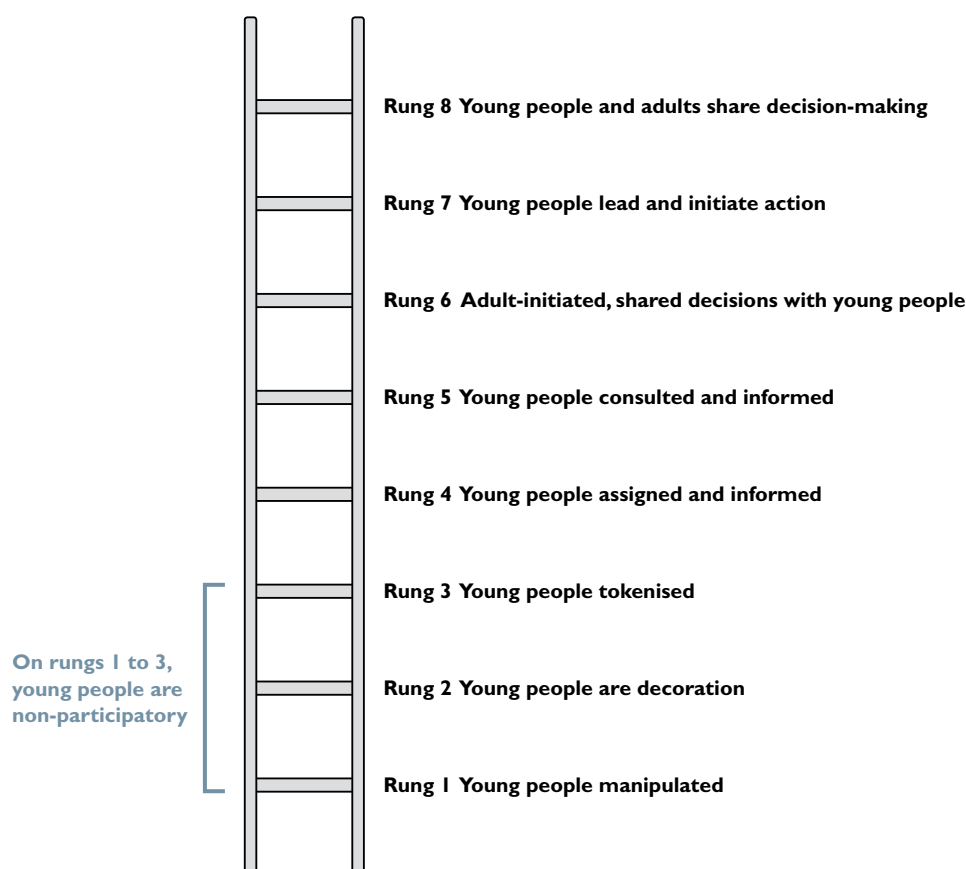 Rung 8 Young people and adults share decision-making
Rung 7 Young people lead and initiate action
Rung 6 Adult-initiated, shared decisions with young people
Rung 5 Young people consulted and informed
Rung 4 Young people assigned and informed
Rung 3 Young people tokenised
On rungs 1 to 3,
young people are
non-participatory
Rung 2 Young people are decoration
Rung 1 Young people manipulated